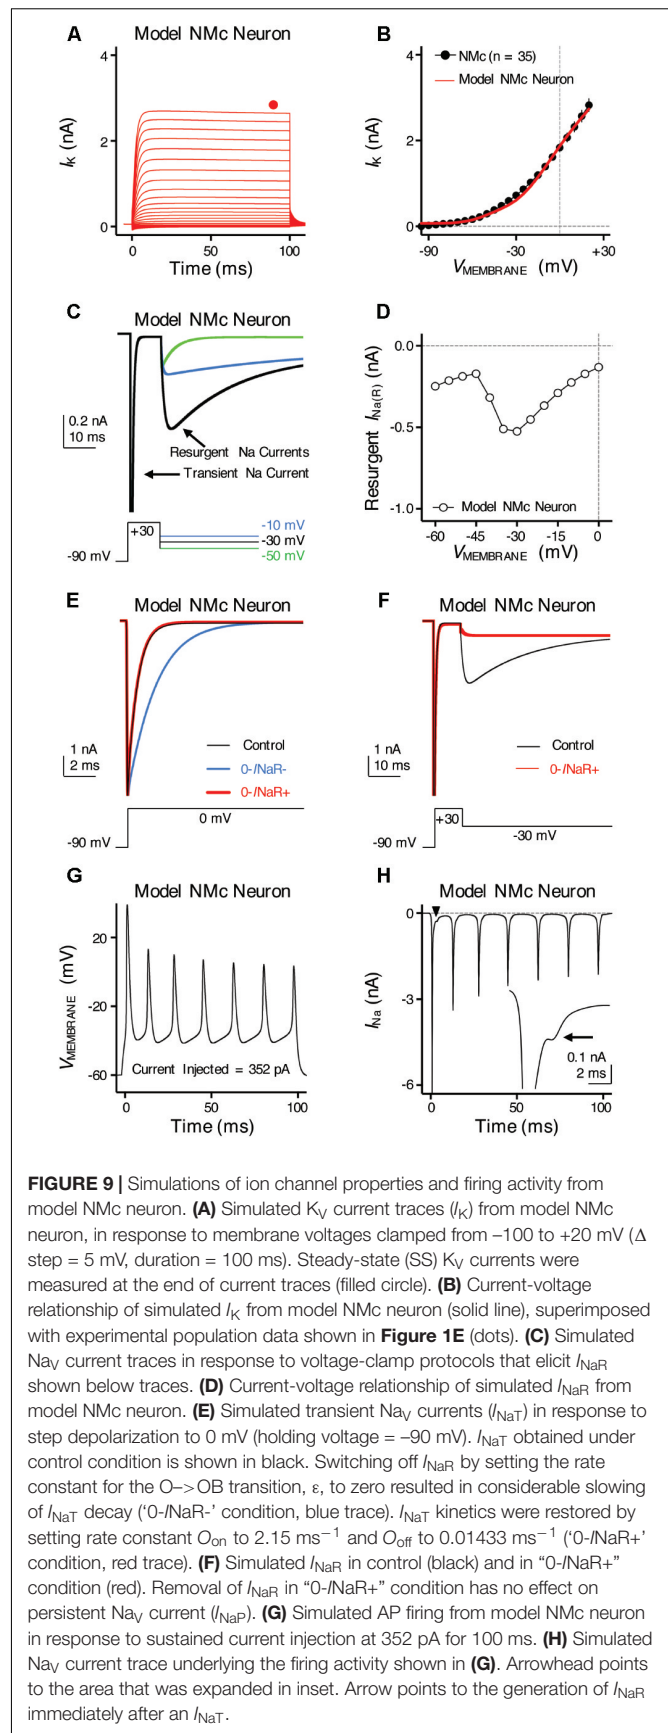 A
Model NMc Neuron
4
2
0
I_K (nA)
0
50
100
Time (ms)
B
NMc (n = 35)
Model NMc Neuron
4
2
0
I_K (nA)
-90
-30
+30
V_MEMBRANE (mV)
C
Model NMc Neuron
0.2 nA
10 ms
Resurgent Na Currents
Transient Na Current
-90 mV
+30
-10 mV
-30 mV
-50 mV
D
0.0
-0.5
-1.0
Resurgent I_Na(R) (nA)
Model NMc Neuron
-60
-45
-30
-15
0
V_MEMBRANE (mV)
E
Model NMc Neuron
1 nA
2 ms
Control
0-INaR-
0-INaR+
0 mV
-90 mV
F
Model NMc Neuron
1 nA
10 ms
Control
0-INaR+
+30
-90 mV
-30 mV
G
Model NMc Neuron
20
-20
-60
V_MEMBRANE (mV)
Current Injected = 352 pA
0
50
100
Time (ms)
H
Model NMc Neuron
0
-3
-6
I_Na (nA)
0.1 nA
2 ms
0
50
100
Time (ms)
FIGURE 9 | Simulations of ion channel properties and firing activity from
model NMc neuron. (A) Simulated K_V current traces (I_K) from model NMc
neuron, in response to membrane voltages clamped from –100 to +20 mV (Δ
step = 5 mV, duration = 100 ms). Steady-state (SS) K_V currents were
measured at the end of current traces (filled circle). (B) Current-voltage
relationship of simulated I_K from model NMc neuron (solid line), superimposed
with experimental population data shown in Figure 1E (dots). (C) Simulated
Na_V current traces in response to voltage-clamp protocols that elicit I_NaR
shown below traces. (D) Current-voltage relationship of simulated I_NaR from
model NMc neuron. (E) Simulated transient Na_V currents (I_NaT) in response to
step depolarization to 0 mV (holding voltage = –90 mV). I_NaT obtained under
control condition is shown in black. Switching off I_NaR by setting the rate
constant for the O–>OB transition, ε, to zero resulted in considerable slowing
of I_NaT decay ('0-INaR-' condition, blue trace). I_NaT kinetics were restored by
setting rate constant O_on to 2.15 ms⁻¹ and O_off to 0.01433 ms⁻¹ ('0-INaR+'
condition, red trace). (F) Simulated I_NaR in control (black) and in "0-INaR+"
condition (red). Removal of I_NaR in "0-INaR+" condition has no effect on
persistent Na_V current (I_NaP). (G) Simulated AP firing from model NMc neuron
in response to sustained current injection at 352 pA for 100 ms. (H) Simulated
Na_V current trace underlying the firing activity shown in (G). Arrowhead points
to the area that was expanded in inset. Arrow points to the generation of I_NaR
immediately after an I_NaT.